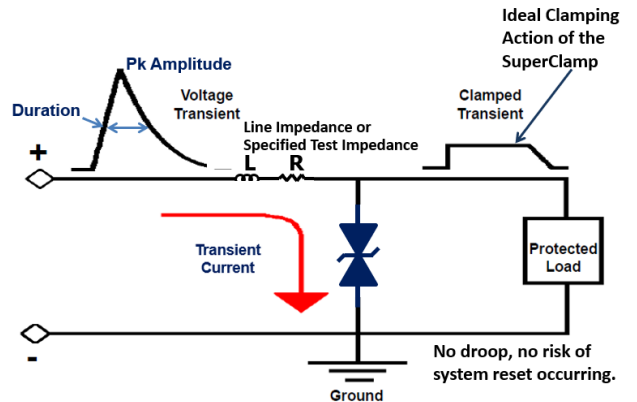 Ideal Clamping
Action of the
SuperClamp
Pk Amplitude
Duration
Voltage
Transient
Clamped
Transient
Line Impedance or
Specified Test Impedance
+
L R
Transient
Current
Protected
Load
-
No droop, no risk of
system reset occurring.
Ground